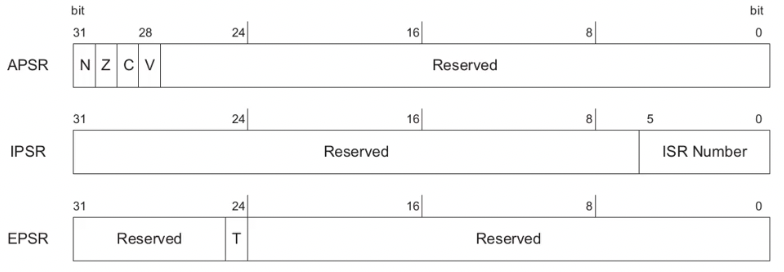 bit bit
31 28 24 16 8 0
APSR N Z C V Reserved
31 24 16 8 5 0
IPSR Reserved ISR Number
31 24 16 8 0
EPSR Reserved T Reserved